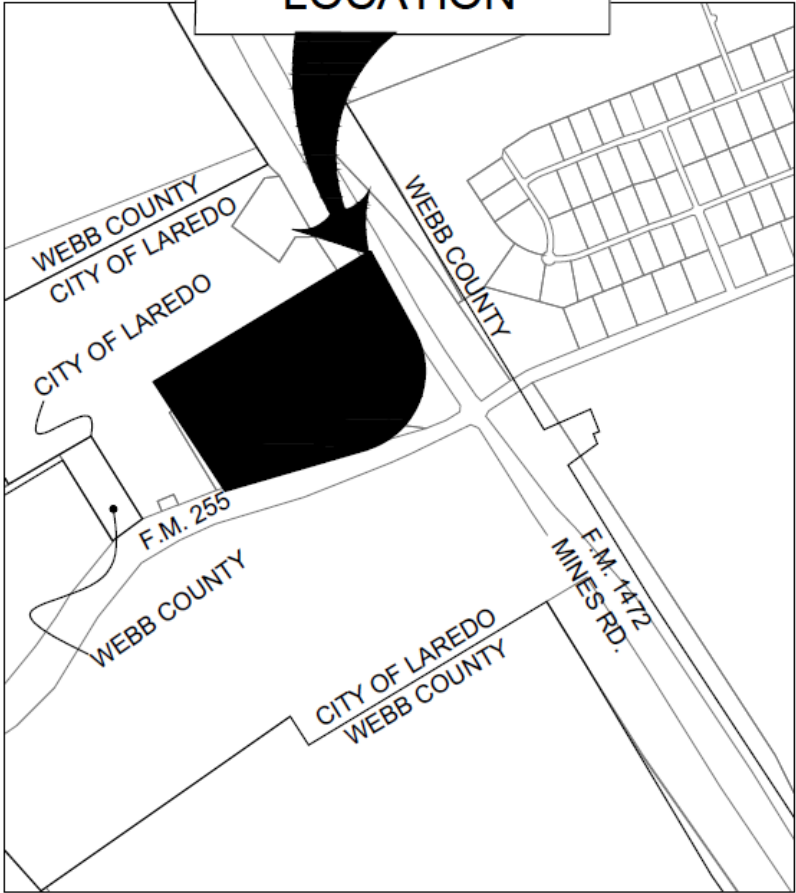 LOCATION
WEBB COUNTY
CITY OF LAREDO
WEBB COUNTY
CITY OF LAREDO
F.M. 255
WEBB COUNTY
F.M. 1472
MINES RD.
CITY OF LAREDO
WEBB COUNTY